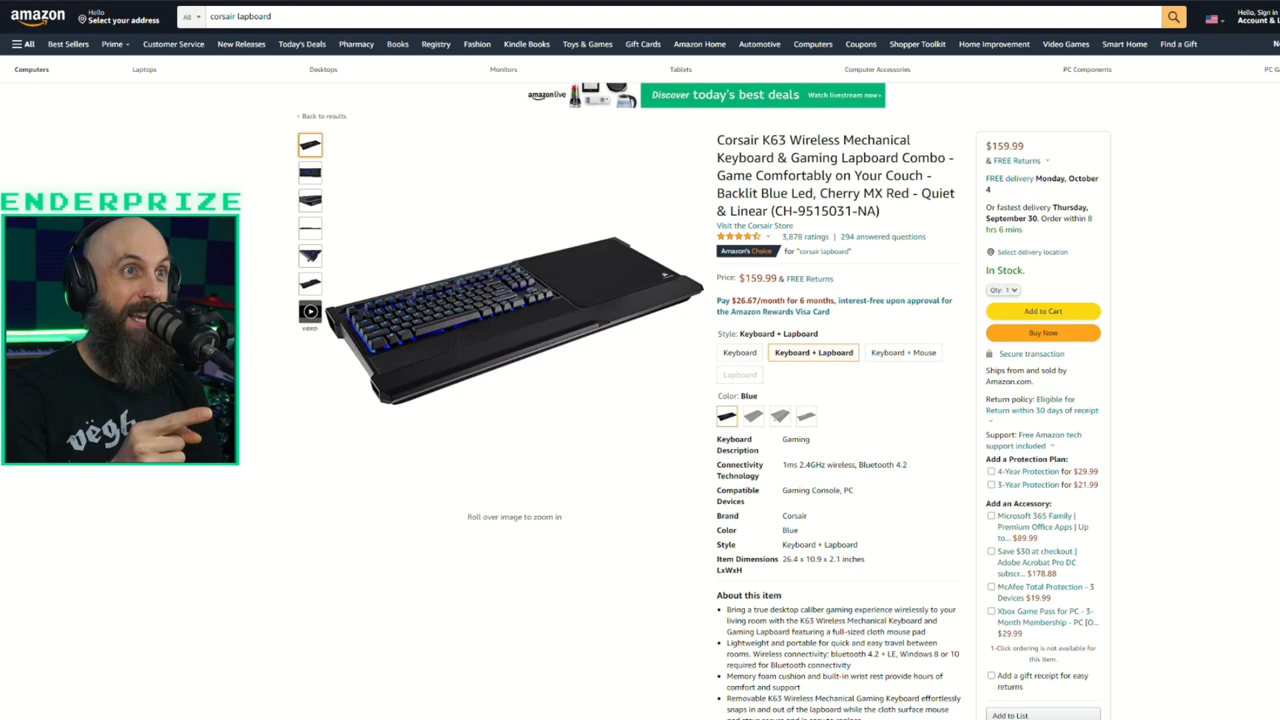 amazon
Hello
Select your address
All
corsair lapboard
Hello, Sign in
Account & L
All
Best Sellers
Prime
Customer Service
New Releases
Today's Deals
Pharmacy
Books
Registry
Fashion
Kindle Books
Toys & Games
Gift Cards
Amazon Home
Automotive
Computers
Coupons
Shopper Toolkit
Home Improvement
Video Games
Smart Home
Find a Gift
Computers
Laptops
Desktops
Monitors
Tablets
Computer Accessories
PC Components
PC Ga
amazonlive
Discover today's best deals Watch livestream now ›
‹ Back to results
ENDERPRIZE
vëgh
VIDEO
Roll over image to zoom in
Corsair K63 Wireless Mechanical
Keyboard & Gaming Lapboard Combo -
Game Comfortably on Your Couch -
Backlit Blue Led, Cherry MX Red - Quiet
& Linear (CH-9515031-NA)
Visit the Corsair Store
3,878 ratings | 294 answered questions
Amazon's Choice for "corsair lapboard"
Price: $159.99 & FREE Returns
Pay $26.67/month for 6 months, interest-free upon approval for
the Amazon Rewards Visa Card
Style: Keyboard + Lapboard
Keyboard
Keyboard + Lapboard
Keyboard + Mouse
Lapboard
Color: Blue
Keyboard Gaming
Description
Connectivity 1ms 2.4GHz wireless, Bluetooth 4.2
Technology
Compatible Gaming Console, PC
Devices
Brand Corsair
Color Blue
Style Keyboard + Lapboard
Item Dimensions 26.4 x 10.9 x 2.1 inches
LxWxH
About this item
• Bring a true desktop caliber gaming experience wirelessly to your
living room with the K63 Wireless Mechanical Keyboard and
Gaming Lapboard featuring a full-sized cloth mouse pad
• Lightweight and portable for quick and easy travel between
rooms. Wireless connectivity: bluetooth 4.2 + LE, Windows 8 or 10
required for Bluetooth connectivity
• Memory foam cushion and built-in wrist rest provide hours of
comfort and support
• Removable K63 Wireless Mechanical Gaming Keyboard effortlessly
snaps in and out of the lapboard while the cloth surface mouse
$159.99
& FREE Returns
FREE delivery Monday, October
4
Or fastest delivery Thursday,
September 30. Order within 8
hrs 6 mins
Select delivery location
In Stock.
Qty: 1
Add to Cart
Buy Now
Secure transaction
Ships from and sold by
Amazon.com.
Return policy: Eligible for
Return within 30 days of receipt
Support: Free Amazon tech
support included
Add a Protection Plan:
4-Year Protection for $29.99
3-Year Protection for $21.99
Add an Accessory:
Microsoft 365 Family |
Premium Office Apps | Up
to... $89.99
Save $30 at checkout |
Adobe Acrobat Pro DC
subscr... $178.88
McAfee Total Protection - 3
Devices $19.99
Xbox Game Pass for PC - 3-
Month Membership - PC [O...
$29.99
1-Click ordering is not available for
this item.
Add a gift receipt for easy
returns
Add to List